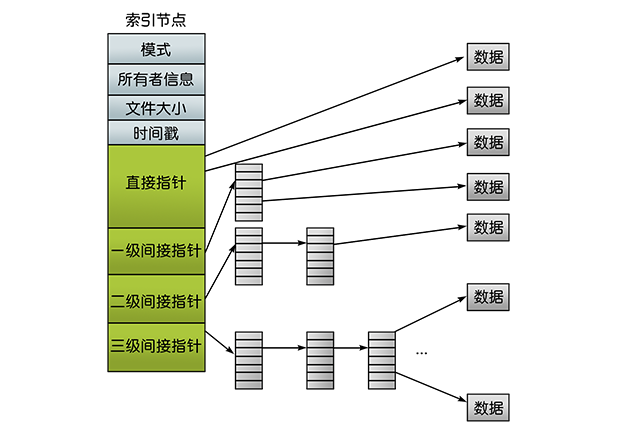 索引节点
模式
所有者信息
文件大小
时间戳
直接指针
一级间接指针
二级间接指针
三级间接指针
数据
数据
数据
数据
数据
数据
...
数据